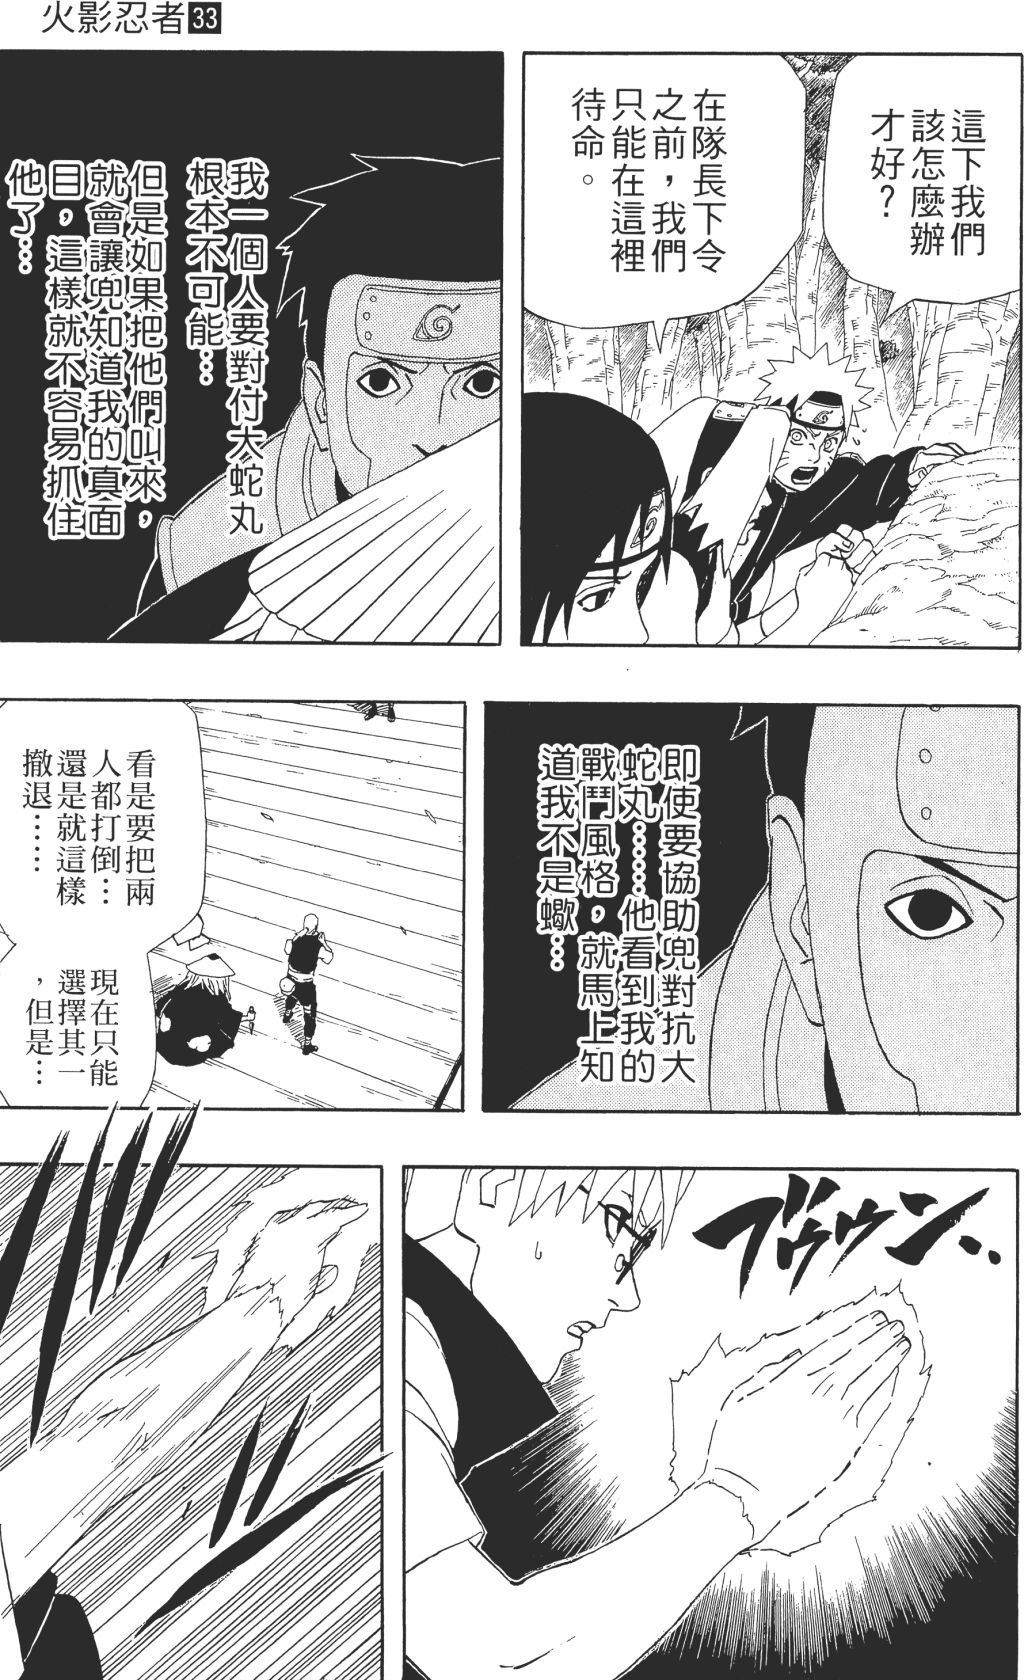 火影忍者33
這下我們
該怎麼辦
才好?
在隊長下令
之前,我們
只能在這裡
待命。
我一個人要對付大蛇丸
根本不可能…
但是如果把他們叫來,
就會讓兜知道我的真面
目,這樣就不容易抓住
他了…
即使要協助兜對抗大
蛇丸……他看到我的
戰鬥風格,就馬上知
道我不是蠍…
看是要把兩
人都打倒…
還是就這樣
撤退……
現在只能
選擇其一
,但是…
ブゥゥン、、